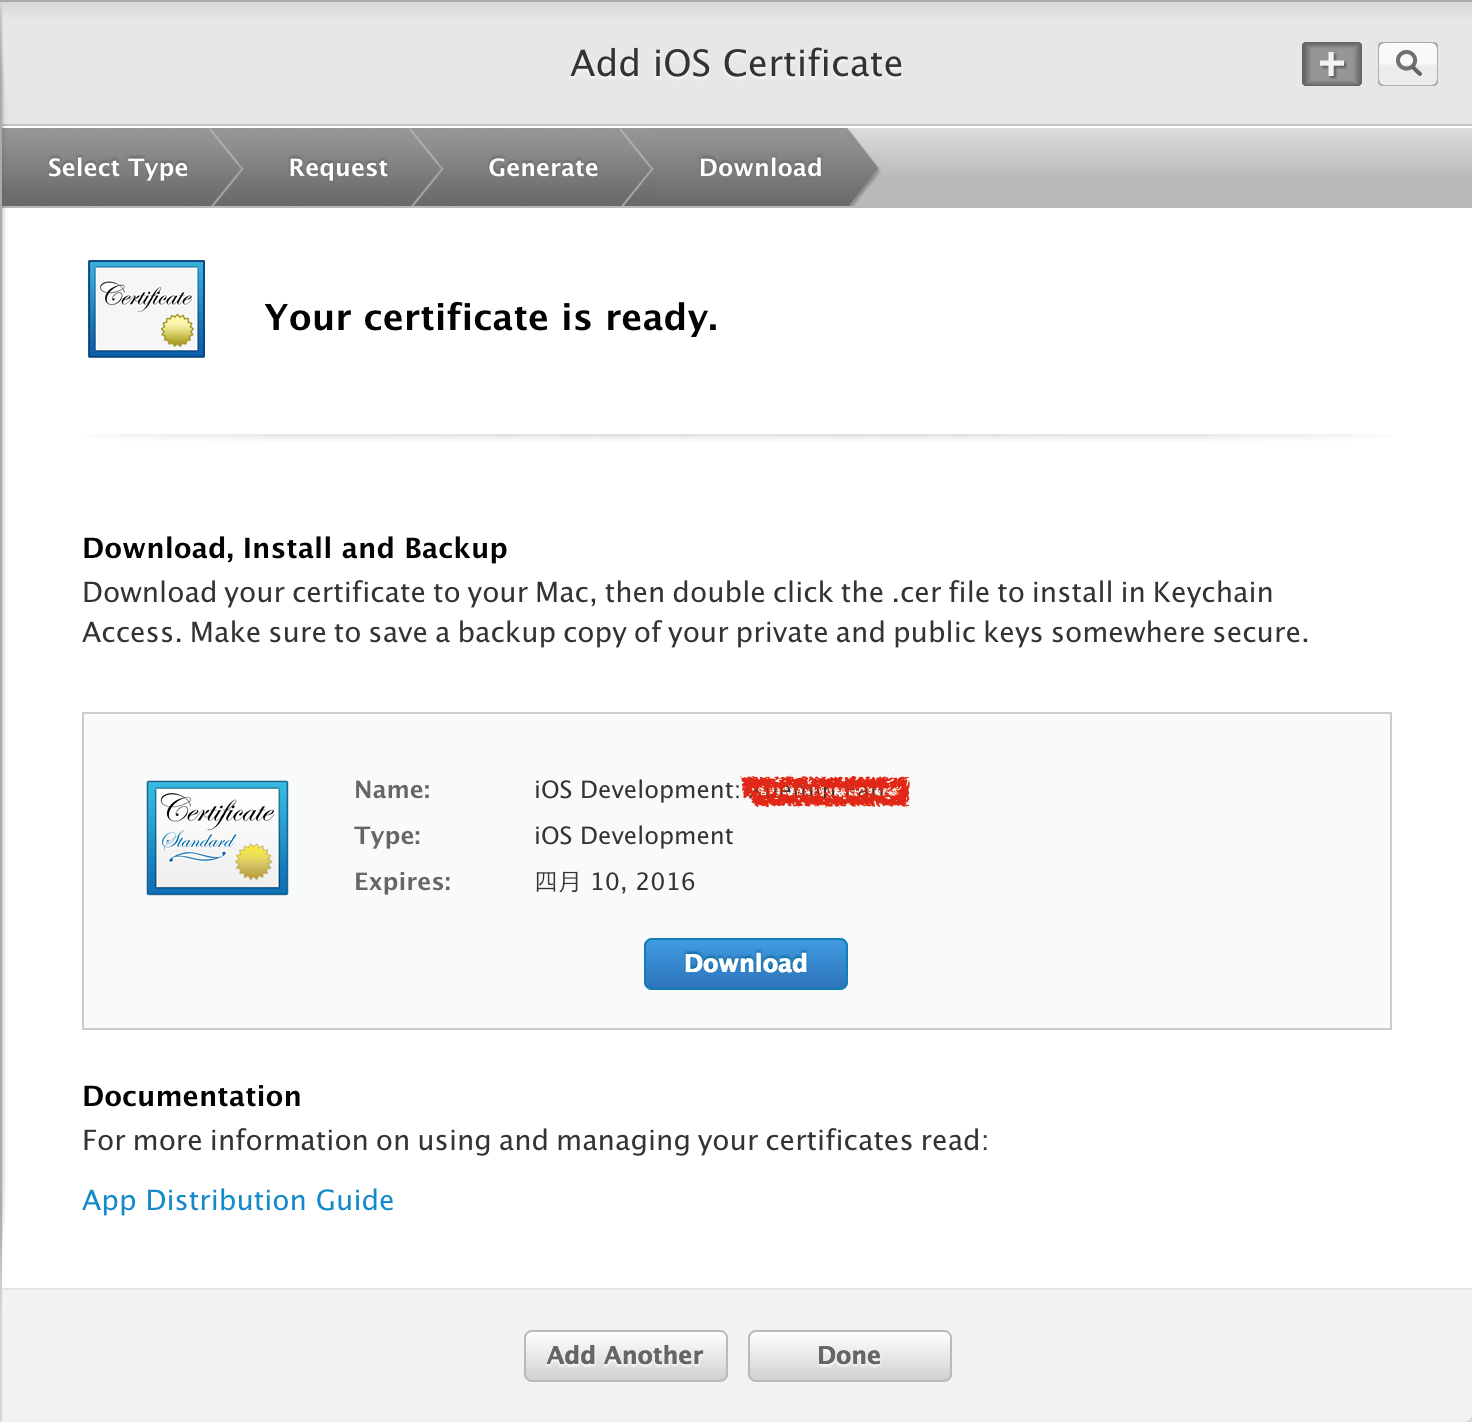 Add iOS Certificate
Select Type
Request
Generate
Download
Certificate
Your certificate is ready.
Download, Install and Backup
Download your certificate to your Mac, then double click the .cer file to install in Keychain
Access. Make sure to save a backup copy of your private and public keys somewhere secure.
Certificate
Standard
Name: iOS Development:
Type: iOS Development
Expires: 四月 10, 2016
Download
Documentation
For more information on using and managing your certificates read:
App Distribution Guide
Add Another
Done